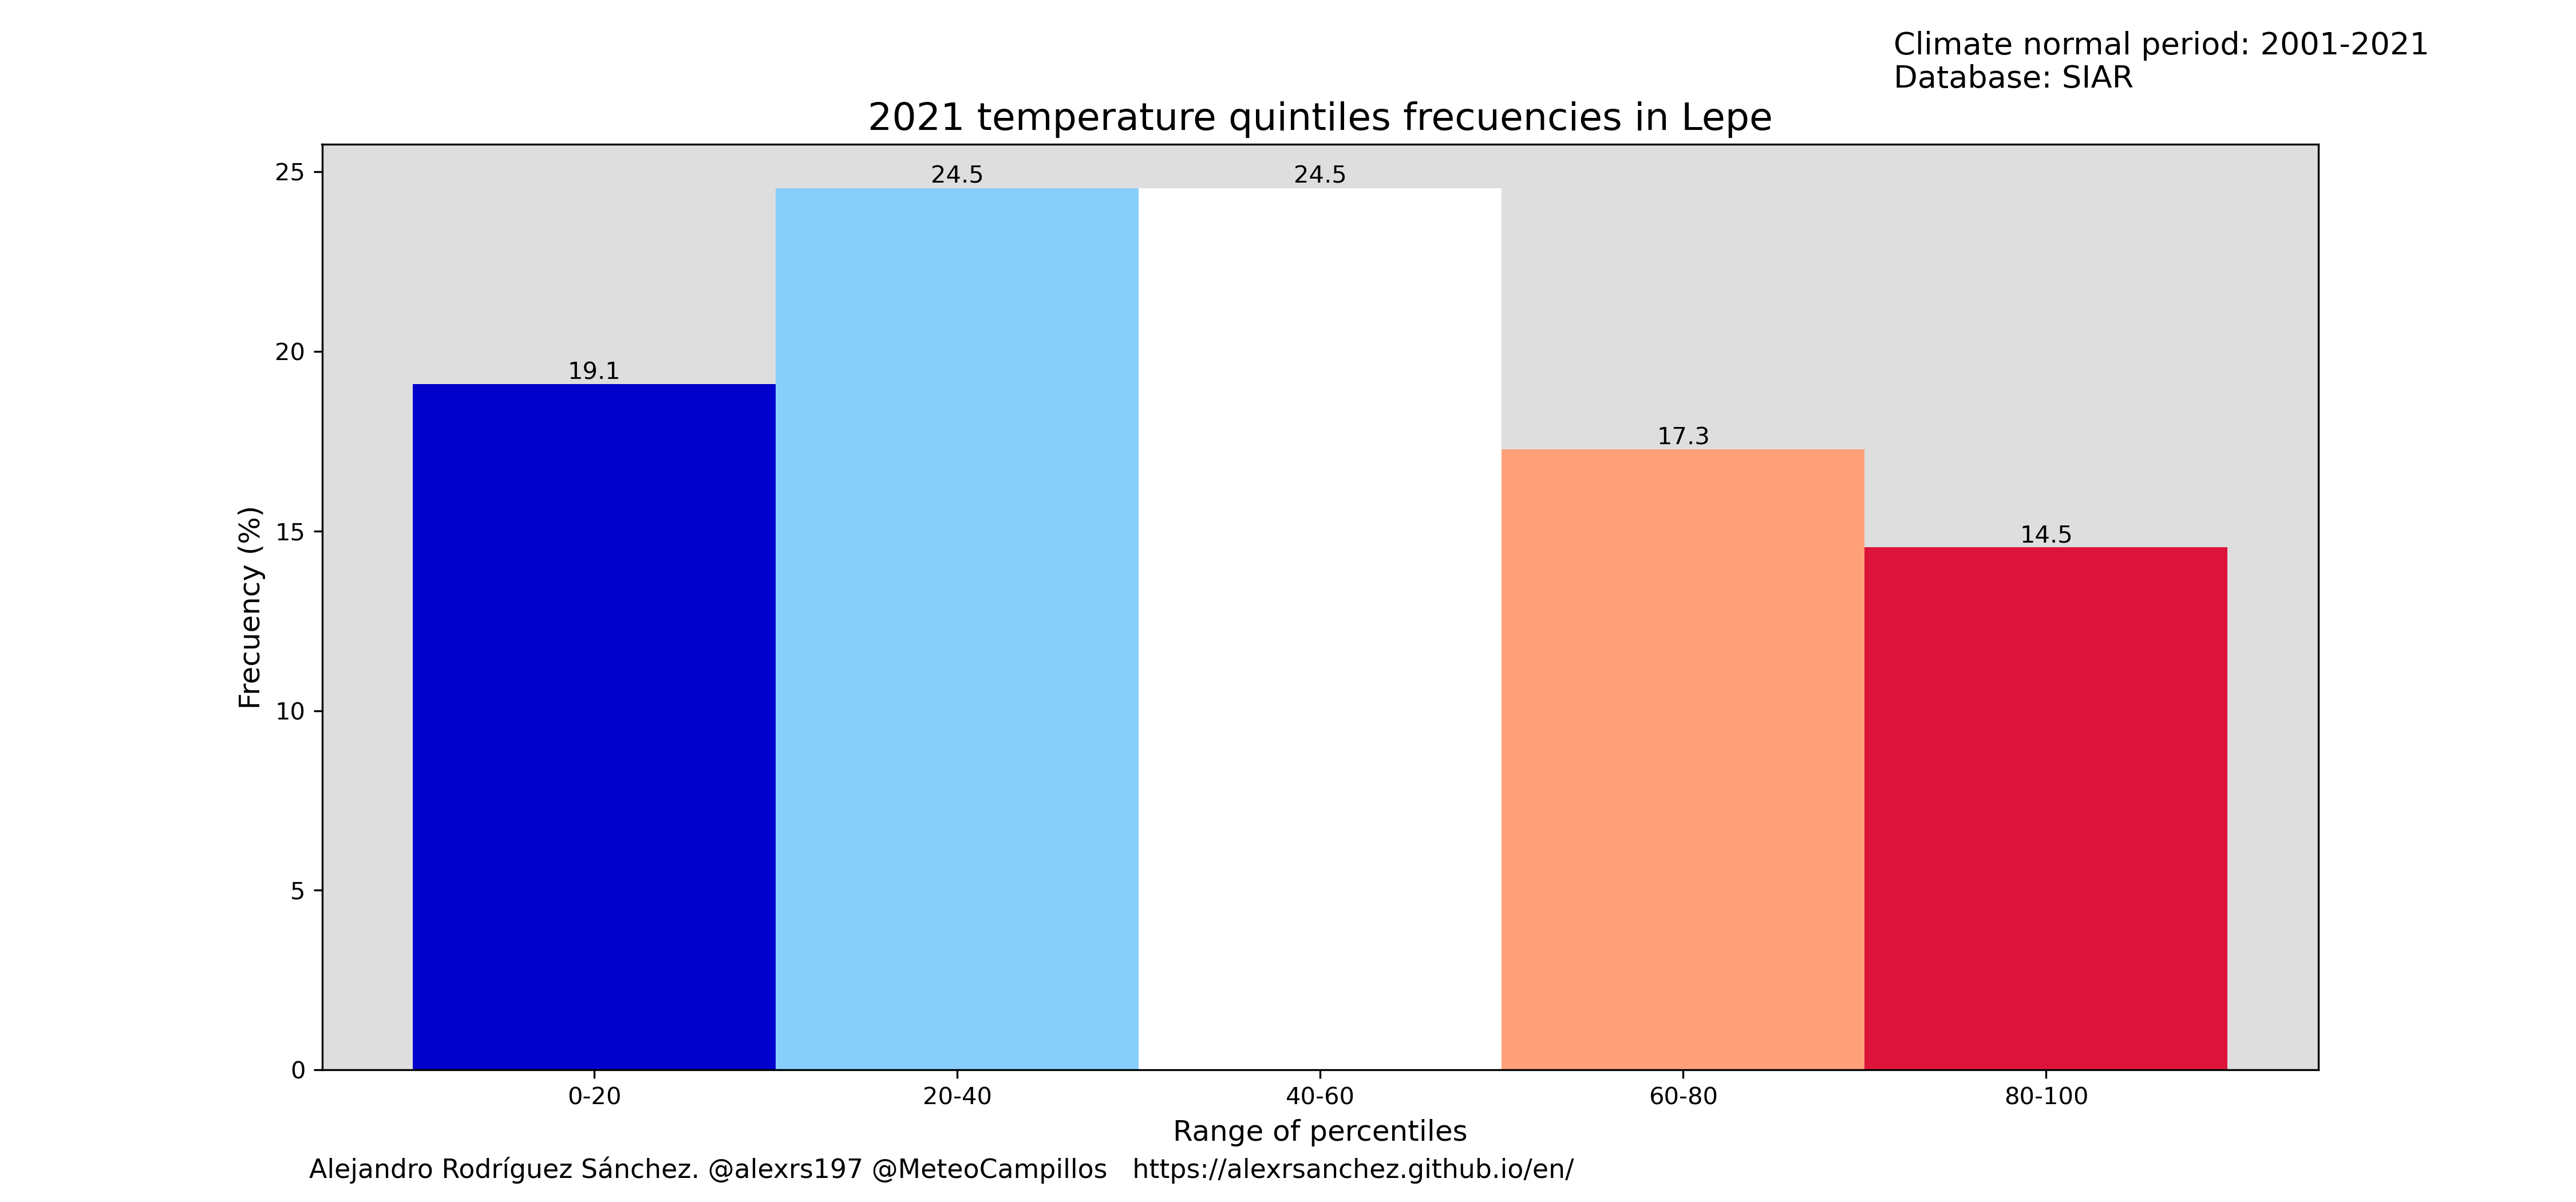 Climate normal period: 2001-2021
Database: SIAR
2021 temperature quintiles frecuencies in Lepe
25
20
15
10
5
0
Frecuency (%)
19.1
24.5
24.5
17.3
14.5
0-20
20-40
40-60
60-80
80-100
Range of percentiles
Alejandro Rodríguez Sánchez. @alexrs197 @MeteoCampillos https://alexrsanchez.github.io/en/